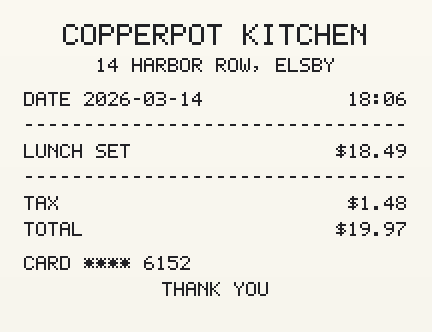 COPPERPOT KITCHEN
14 HARBOR ROW, ELSBY
DATE 2026-03-14 18:06
--------------------------------
LUNCH SET $18.49
--------------------------------
TAX $1.48
TOTAL $19.97
CARD **** 6152
THANK YOU